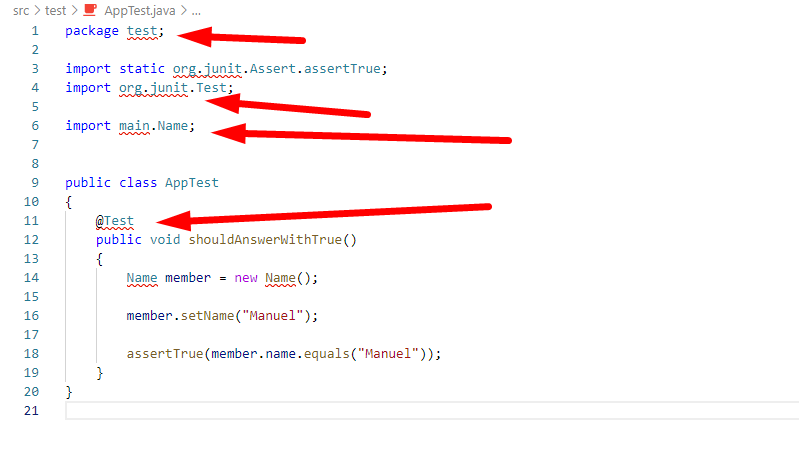 src > test > AppTest.java > ...
1 package test;
2
3 import static org.junit.Assert.assertTrue;
4 import org.junit.Test;
5
6 import main.Name;
7
8
9 public class AppTest
10 {
11 @Test
12 public void shouldAnswerWithTrue()
13 {
14 Name member = new Name();
15
16 member.setName("Manuel");
17
18 assertTrue(member.name.equals("Manuel"));
19 }
20 }
21